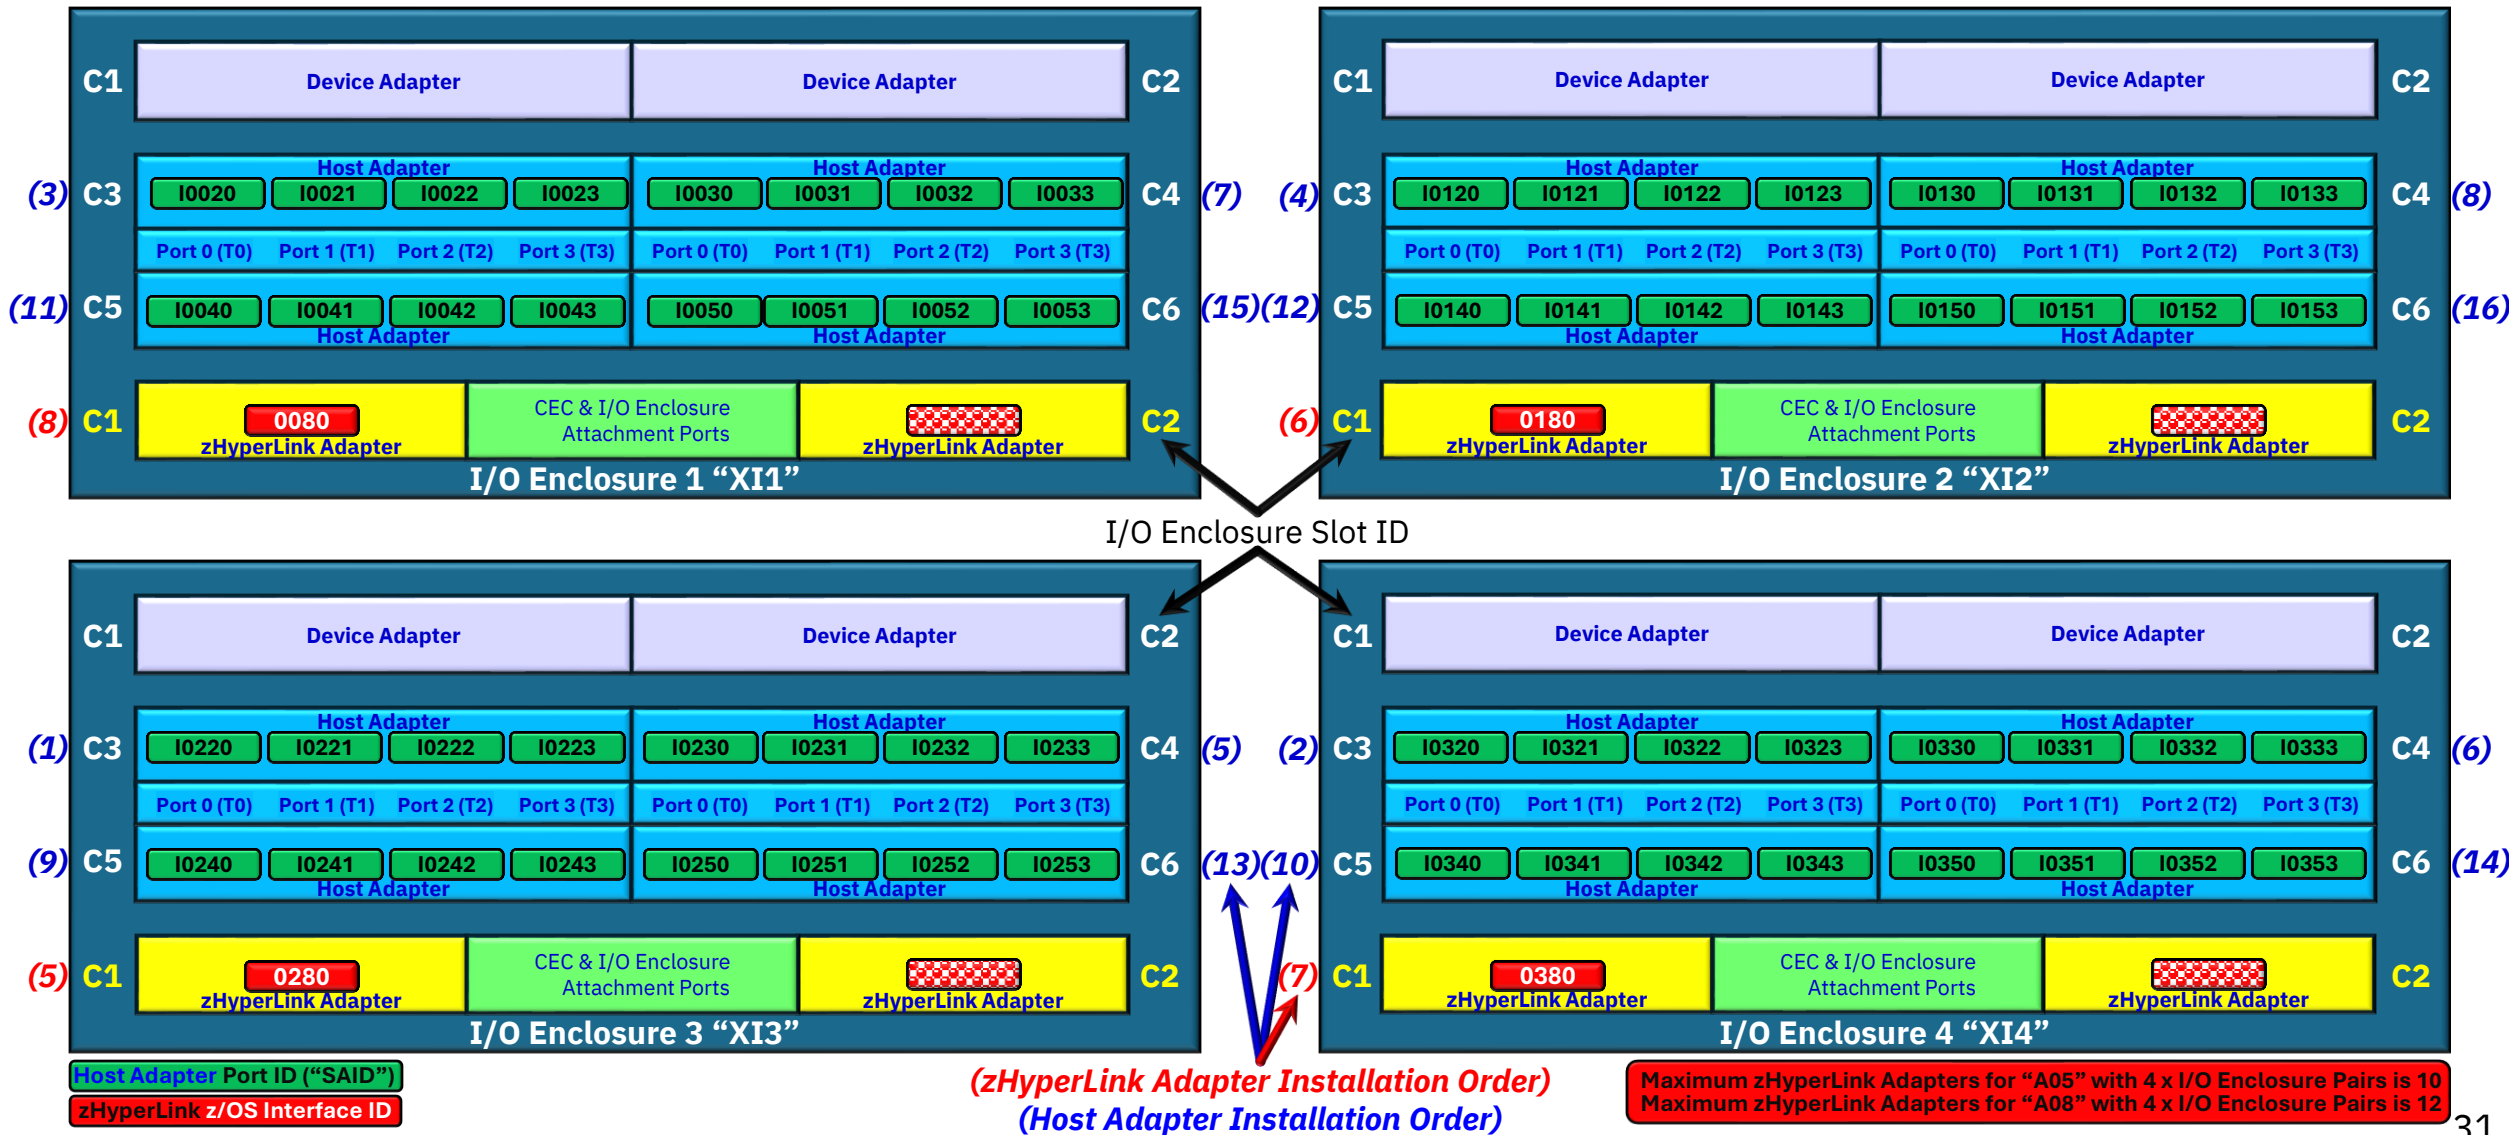 C1 Device Adapter Device Adapter C2
C1 Device Adapter Device Adapter C2
Host Adapter Host Adapter
Host Adapter Host Adapter
(3) C3 I0020 I0021 I0022 I0023 I0030 I0031 I0032 I0033 C4 (7)
(4) C3 I0120 I0121 I0122 I0123 I0130 I0131 I0132 I0133 C4 (8)
Port 0 (T0) Port 1 (T1) Port 2 (T2) Port 3 (T3) Port 0 (T0) Port 1 (T1) Port 2 (T2) Port 3 (T3)
Port 0 (T0) Port 1 (T1) Port 2 (T2) Port 3 (T3) Port 0 (T0) Port 1 (T1) Port 2 (T2) Port 3 (T3)
(11) C5 I0040 I0041 I0042 I0043 I0050 I0051 I0052 I0053 C6 (15)
(12) C5 I0140 I0141 I0142 I0143 I0150 I0151 I0152 I0153 C6 (16)
Host Adapter Host Adapter
Host Adapter Host Adapter
(8) C1 0080 CEC & I/O Enclosure C2
Attachment Ports
zHyperLink Adapter zHyperLink Adapter
I/O Enclosure 1 “XI1”
(6) C1 0180 CEC & I/O Enclosure C2
Attachment Ports
zHyperLink Adapter zHyperLink Adapter
I/O Enclosure 2 “XI2”
I/O Enclosure Slot ID
C1 Device Adapter Device Adapter C2
C1 Device Adapter Device Adapter C2
Host Adapter Host Adapter
Host Adapter Host Adapter
(1) C3 I0220 I0221 I0222 I0223 I0230 I0231 I0232 I0233 C4 (5)
(2) C3 I0320 I0321 I0322 I0323 I0330 I0331 I0332 I0333 C4 (6)
Port 0 (T0) Port 1 (T1) Port 2 (T2) Port 3 (T3) Port 0 (T0) Port 1 (T1) Port 2 (T2) Port 3 (T3)
Port 0 (T0) Port 1 (T1) Port 2 (T2) Port 3 (T3) Port 0 (T0) Port 1 (T1) Port 2 (T2) Port 3 (T3)
(9) C5 I0240 I0241 I0242 I0243 I0250 I0251 I0252 I0253 C6 (13)
(10) C5 I0340 I0341 I0342 I0343 I0350 I0351 I0352 I0353 C6 (14)
Host Adapter Host Adapter
Host Adapter Host Adapter
(5) C1 0280 CEC & I/O Enclosure C2
Attachment Ports
zHyperLink Adapter zHyperLink Adapter
I/O Enclosure 3 “XI3”
(7) C1 0380 CEC & I/O Enclosure C2
Attachment Ports
zHyperLink Adapter zHyperLink Adapter
I/O Enclosure 4 “XI4”
Host Adapter Port ID (“SAID”)
zHyperLink z/OS Interface ID
(zHyperLink Adapter Installation Order)
(Host Adapter Installation Order)
Maximum zHyperLink Adapters for “A05” with 4 x I/O Enclosure Pairs is 10
Maximum zHyperLink Adapters for “A08” with 4 x I/O Enclosure Pairs is 12
31